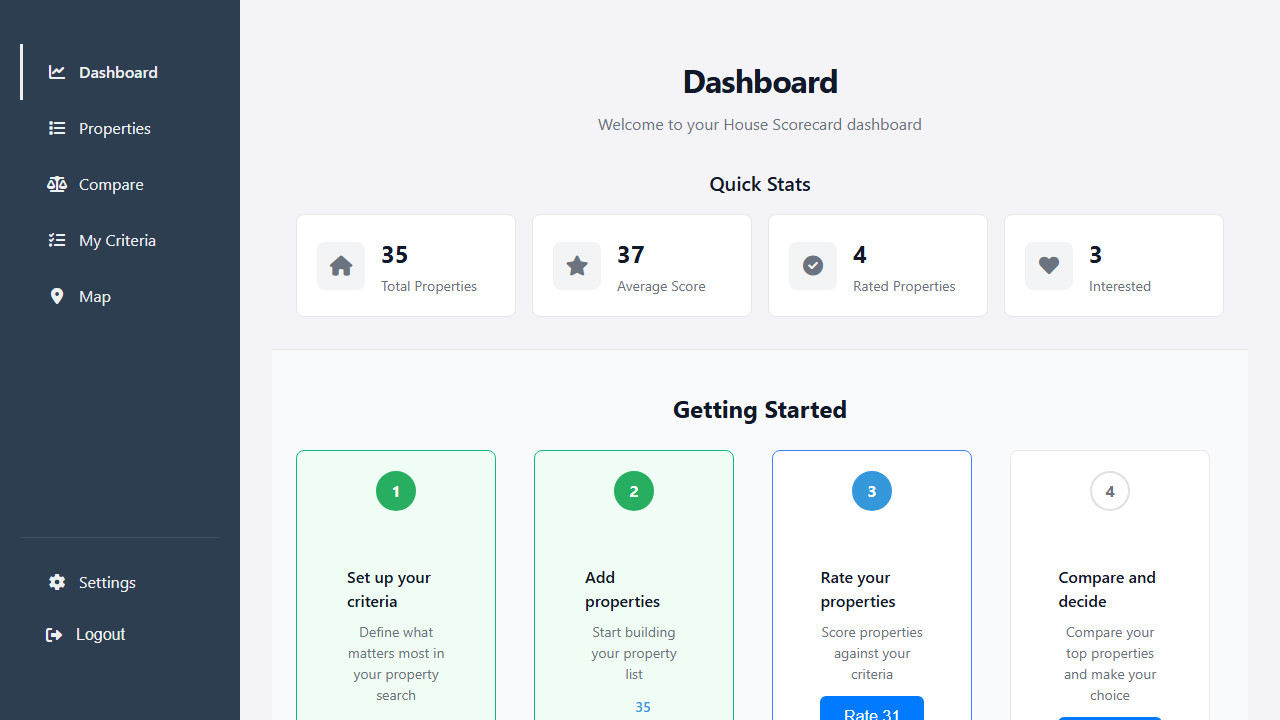 Dashboard
Properties
Compare
My Criteria
Map
Settings
Logout
Dashboard
Welcome to your House Scorecard dashboard
Quick Stats
35
Total Properties
37
Average Score
4
Rated Properties
3
Interested
Getting Started
1
Set up your
criteria
Define what
matters most in
your property
search
2
Add
properties
Start building
your property
list
35
3
Rate your
properties
Score properties
against your
criteria
Rate 31
4
Compare and
decide
Compare your
top properties
and make your
choice